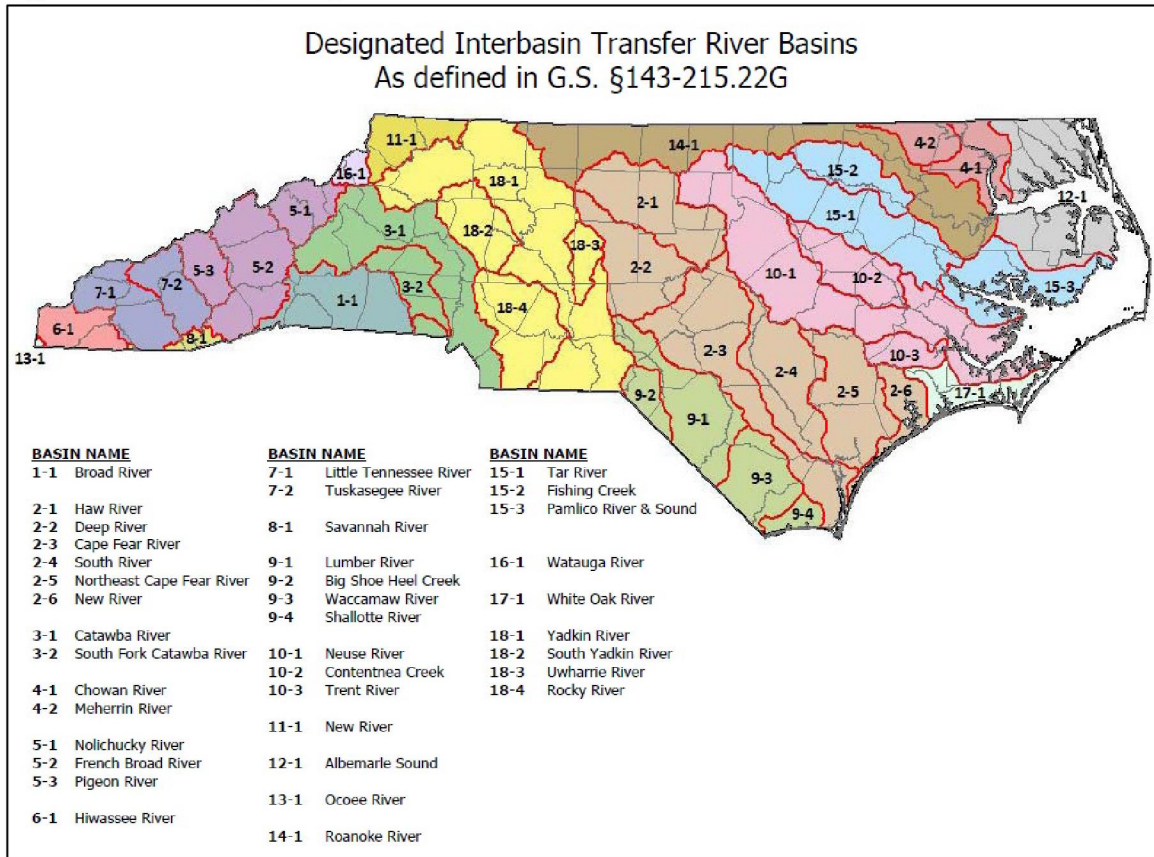 Designated Interbasin Transfer River Basins
As defined in G.S. §143-215.22G
11-1
14-1
4-2
4-1
16-1
18-1
15-2
12-1
5-1
2-1
15-1
3-1
18-2
18-3
7-2
5-3
5-2
2-2
10-1
10-2
7-1
3-2
15-3
1-1
18-4
6-1
8-1
2-3
10-3
13-1
2-4
9-2
2-5
2-6
17-1
9-1
9-3
9-4
BASIN NAME
1-1 Broad River
2-1 Haw River
2-2 Deep River
2-3 Cape Fear River
2-4 South River
2-5 Northeast Cape Fear River
2-6 New River
3-1 Catawba River
3-2 South Fork Catawba River
4-1 Chowan River
4-2 Meherrin River
5-1 Nolichucky River
5-2 French Broad River
5-3 Pigeon River
6-1 Hiwassee River
BASIN NAME
7-1 Little Tennessee River
7-2 Tuskasegee River
8-1 Savannah River
9-1 Lumber River
9-2 Big Shoe Heel Creek
9-3 Waccamaw River
9-4 Shallotte River
10-1 Neuse River
10-2 Contentnea Creek
10-3 Trent River
11-1 New River
12-1 Albemarle Sound
13-1 Ocoee River
14-1 Roanoke River
BASIN NAME
15-1 Tar River
15-2 Fishing Creek
15-3 Pamlico River & Sound
16-1 Watauga River
17-1 White Oak River
18-1 Yadkin River
18-2 South Yadkin River
18-3 Uwharrie River
18-4 Rocky River